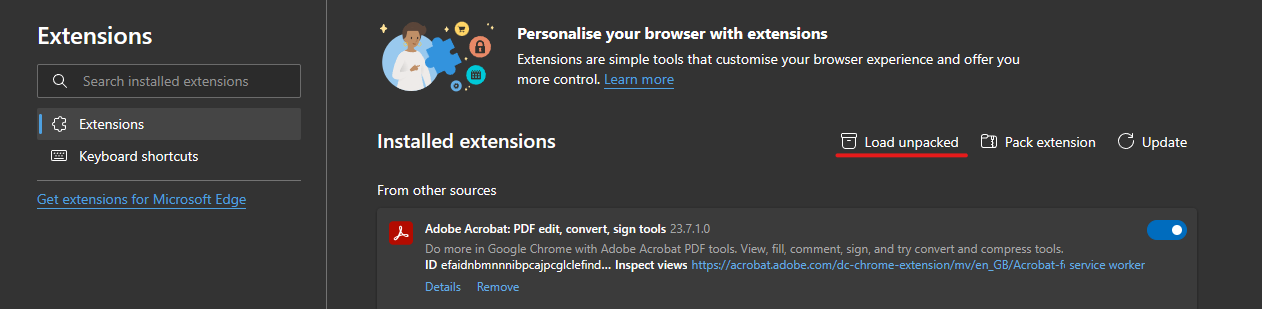 Extensions
Search installed extensions
Extensions
Keyboard shortcuts
Get extensions for Microsoft Edge
Personalise your browser with extensions
Extensions are simple tools that customise your browser experience and offer you
more control. Learn more
Installed extensions
Load unpacked
Pack extension
Update
From other sources
Adobe Acrobat: PDF edit, convert, sign tools 23.7.1.0
Do more in Google Chrome with Adobe Acrobat PDF tools. View, fill, comment, sign, and try convert and compress tools.
ID efaidnbmnnnibpcajpcglclefind... Inspect views https://acrobat.adobe.com/dc-chrome-extension/mv/en_GB/Acrobat-f service worker
Details Remove